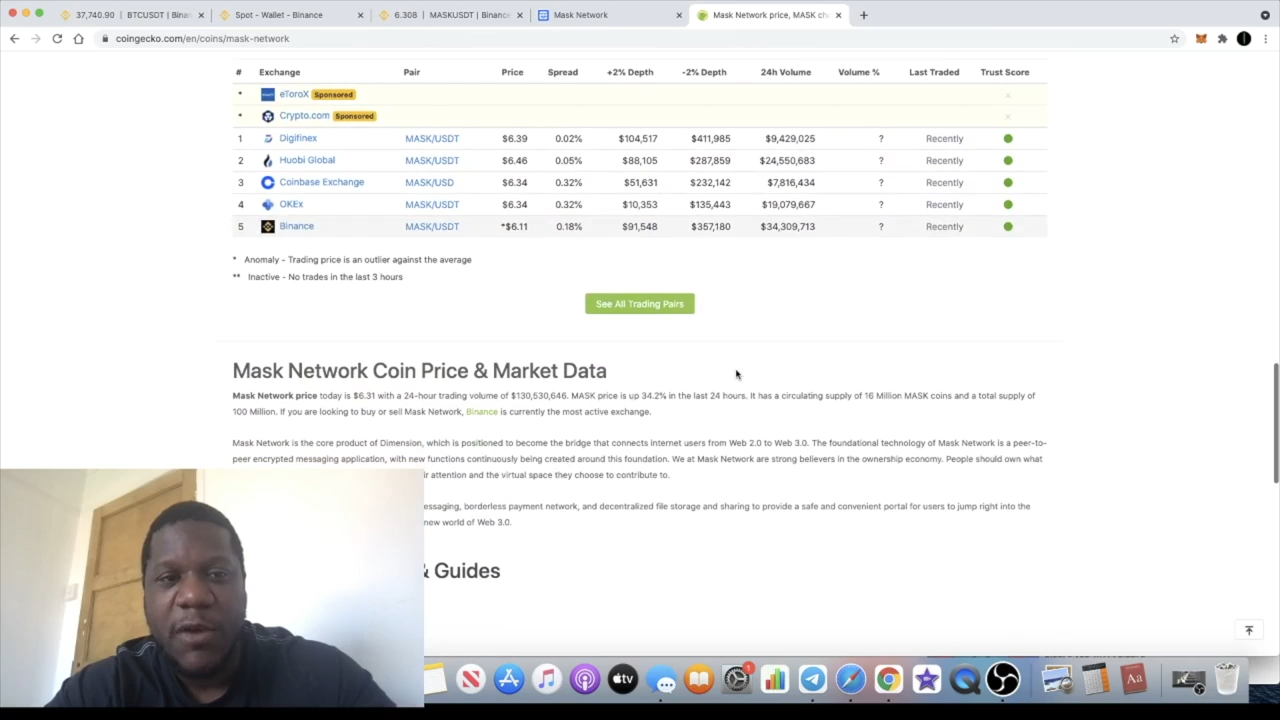 37,740.90 | BTCUSDT | Binan
Spot - Wallet - Binance
6.308 | MASKUSDT | Binance
Mask Network
Mask Network price, MASK ch
coingecko.com/en/coins/mask-network
# Exchange Pair Price Spread +2% Depth -2% Depth 24h Volume Volume % Last Traded Trust Score
* eToroX Sponsored
* Crypto.com Sponsored
1 Digifinex MASK/USDT $6.39 0.02% $104,517 $411,985 $9,429,025 ? Recently
2 Huobi Global MASK/USDT $6.46 0.05% $88,105 $287,859 $24,550,683 ? Recently
3 Coinbase Exchange MASK/USD $6.34 0.32% $51,631 $232,142 $7,816,434 ? Recently
4 OKEx MASK/USDT $6.34 0.32% $10,353 $135,443 $19,079,667 ? Recently
5 Binance MASK/USDT *$6.11 0.18% $91,548 $357,180 $34,309,713 ? Recently
* Anomaly - Trading price is an outlier against the average
** Inactive - No trades in the last 3 hours
See All Trading Pairs
Mask Network Coin Price & Market Data
Mask Network price today is $6.31 with a 24-hour trading volume of $130,530,646. MASK price is up 34.2% in the last 24 hours. It has a circulating supply of 16 Million MASK coins and a total supply of
100 Million. If you are looking to buy or sell Mask Network, Binance is currently the most active exchange.
Mask Network is the core product of Dimension, which is positioned to become the bridge that connects internet users from Web 2.0 to Web 3.0. The foundational technology of Mask Network is a peer-to-
peer encrypted messaging application, with new functions continuously being created around this foundation. We at Mask Network are strong believers in the ownership economy. People should own what
ir attention and the virtual space they choose to contribute to.
essaging, borderless payment network, and decentralized file storage and sharing to provide a safe and convenient portal for users to jump right into the
new world of Web 3.0.
& Guides
tv
1